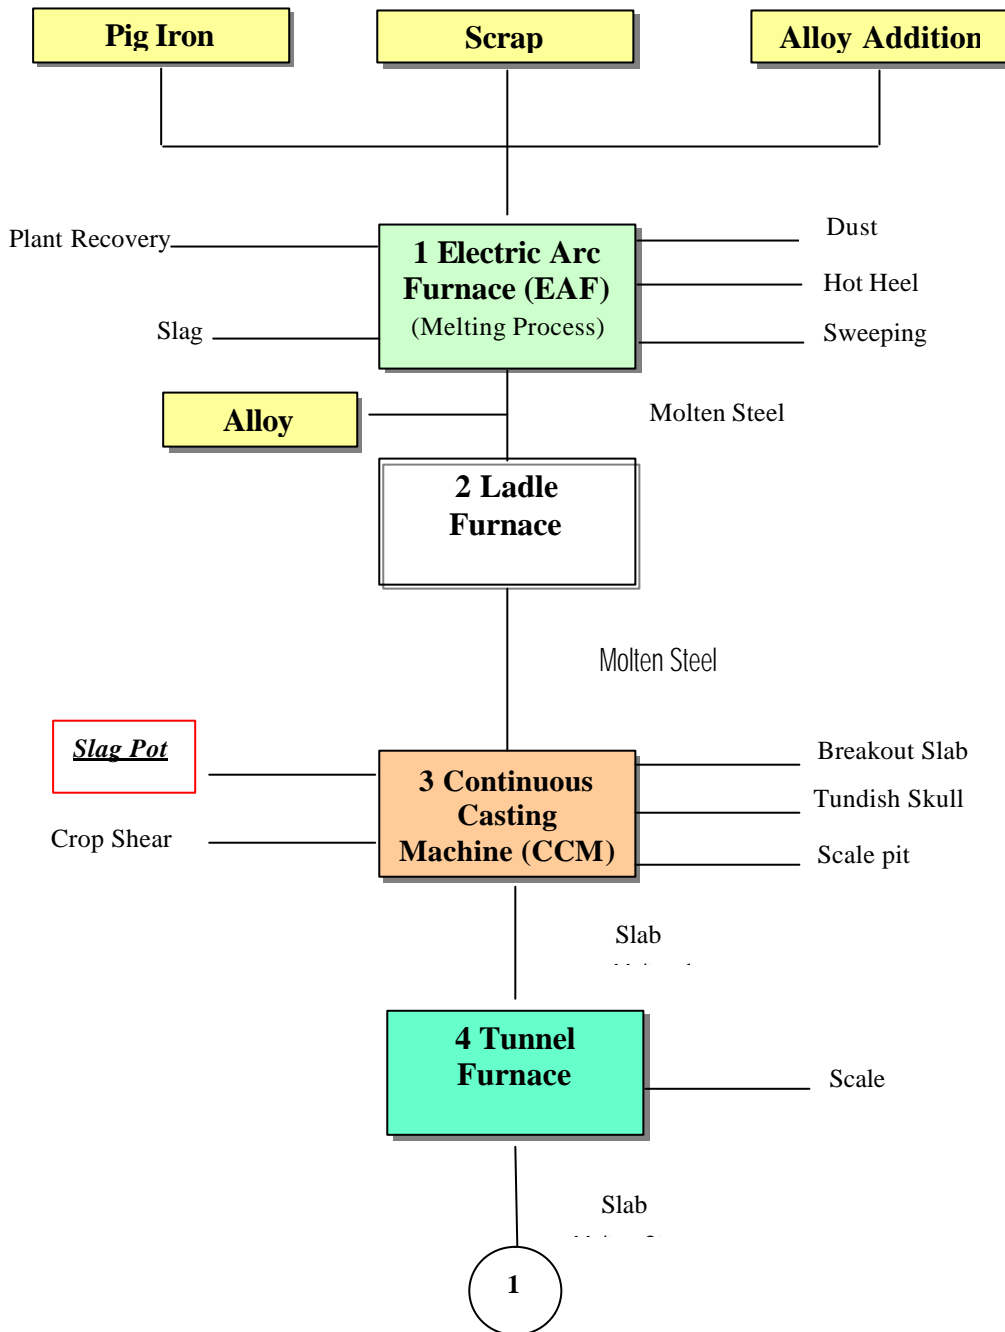 Pig Iron
Scrap
Alloy Addition
Plant Recovery
1 Electric Arc
Furnace (EAF)
(Melting Process)
Dust
Hot Heel
Slag
Sweeping
Alloy
Molten Steel
2 Ladle
Furnace
Molten Steel
Slag Pot
3 Continuous
Casting
Machine (CCM)
Breakout Slab
Tundish Skull
Crop Shear
Scale pit
Slab
4 Tunnel
Furnace
Scale
Slab
1